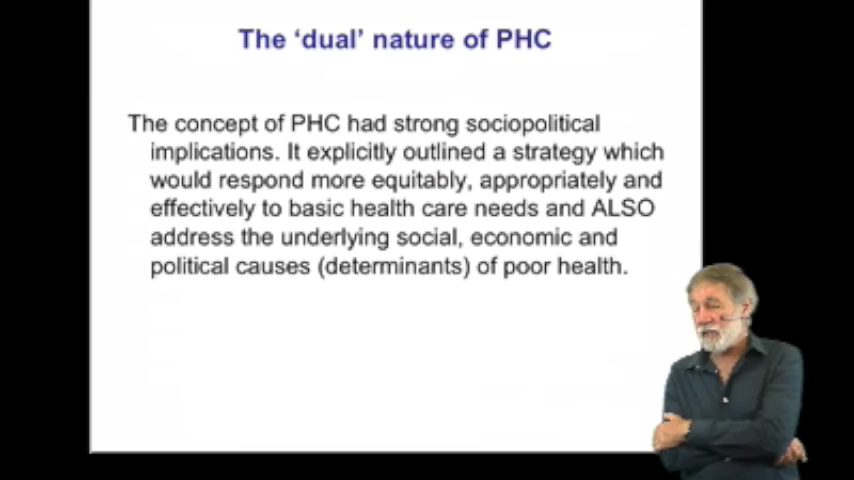 The ‘dual’ nature of PHC
The concept of PHC had strong sociopolitical
implications. It explicitly outlined a strategy which
would respond more equitably, appropriately and
effectively to basic health care needs and ALSO
address the underlying social, economic and
political causes (determinants) of poor health.